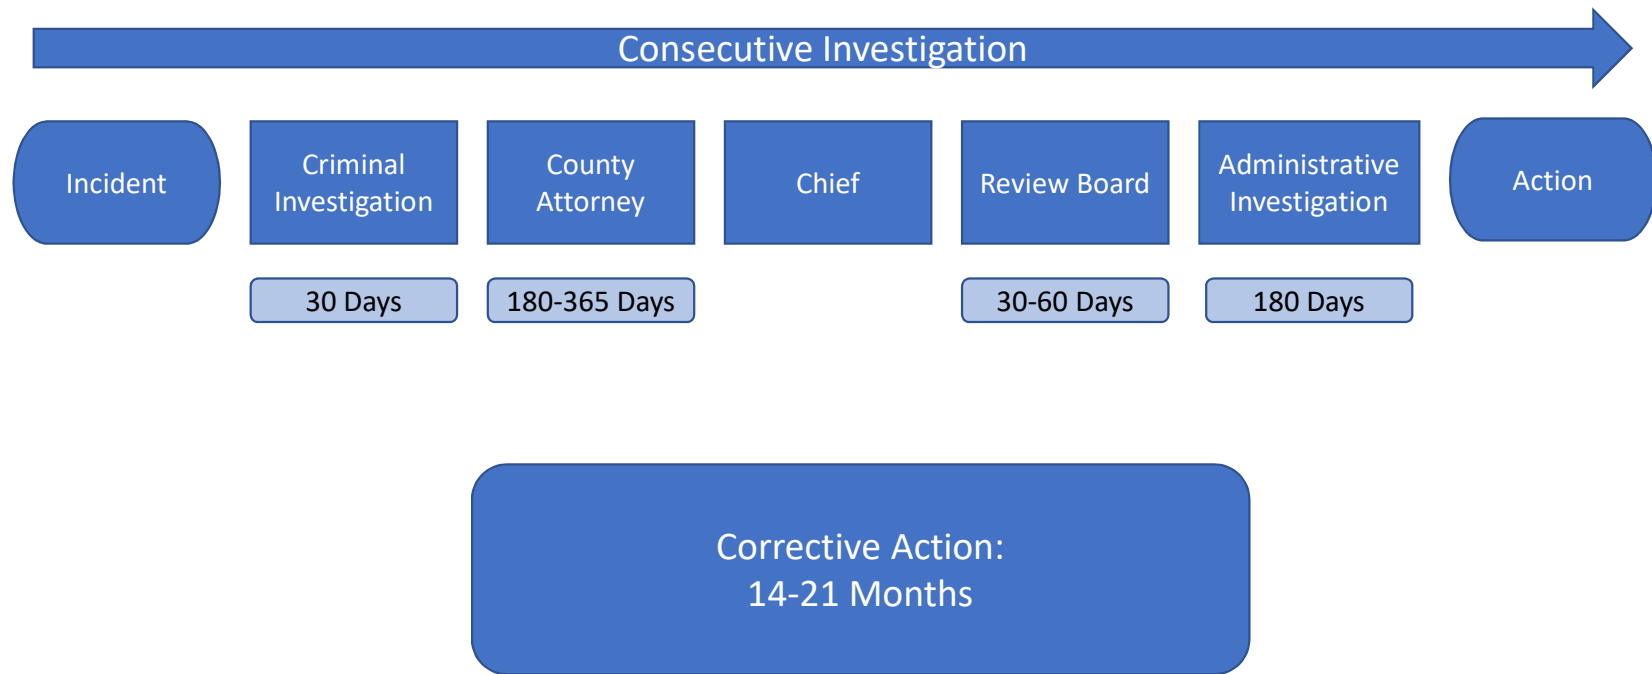 Consecutive Investigation
Incident
Criminal
Investigation
County
Attorney
Chief
Review Board
Administrative
Investigation
Action
30 Days
180-365 Days
30-60 Days
180 Days
Corrective Action:
14-21 Months